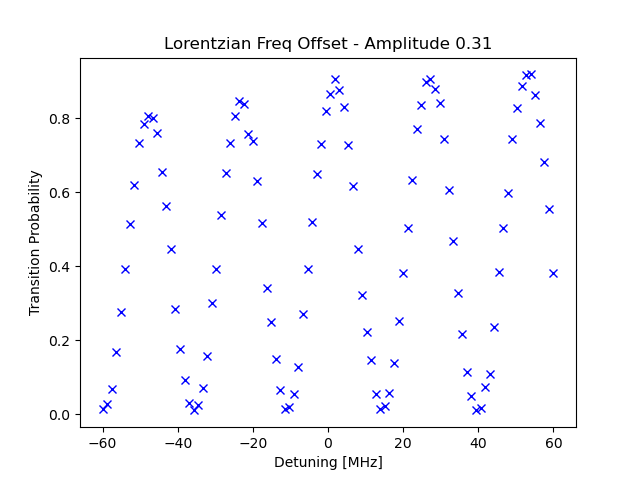 Lorentzian Freq Offset - Amplitude 0.31
Transition Probability
0.8
0.6
0.4
0.2
0.0
−60 −40 −20 0 20 40 60
Detuning [MHz]